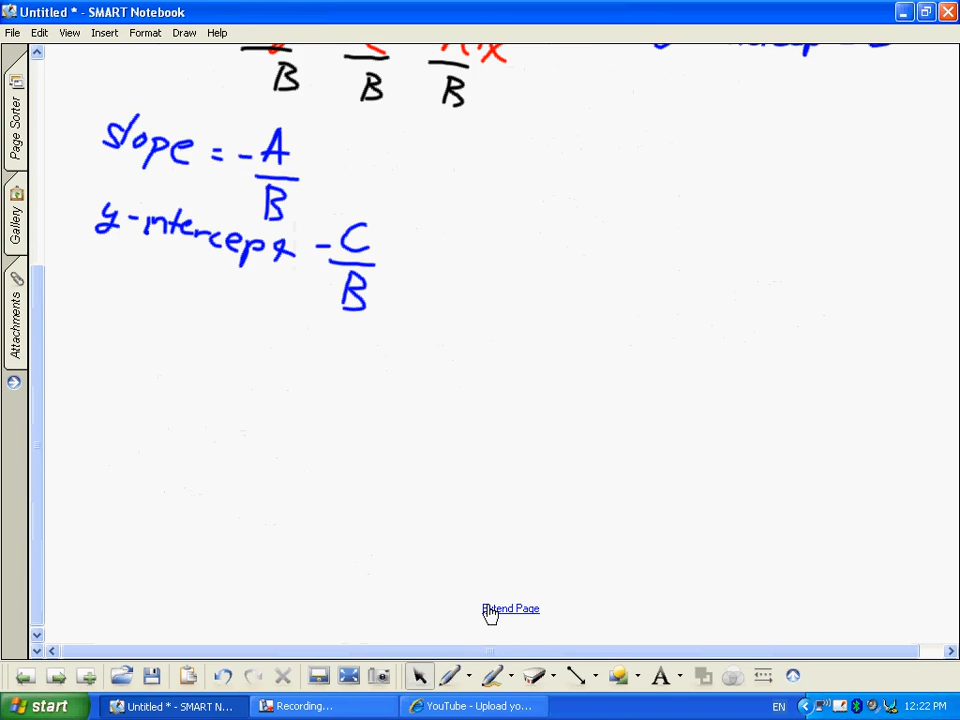 Untitled * - SMART Notebook
File Edit View Insert Format Draw Help
B B B
slope = - A/B
y-intercept - C/B
Page Sorter
Gallery
Attachments
Extend Page
start
Untitled * - SMART N...
Recording...
YouTube - Upload yo...
EN
12:22 PM